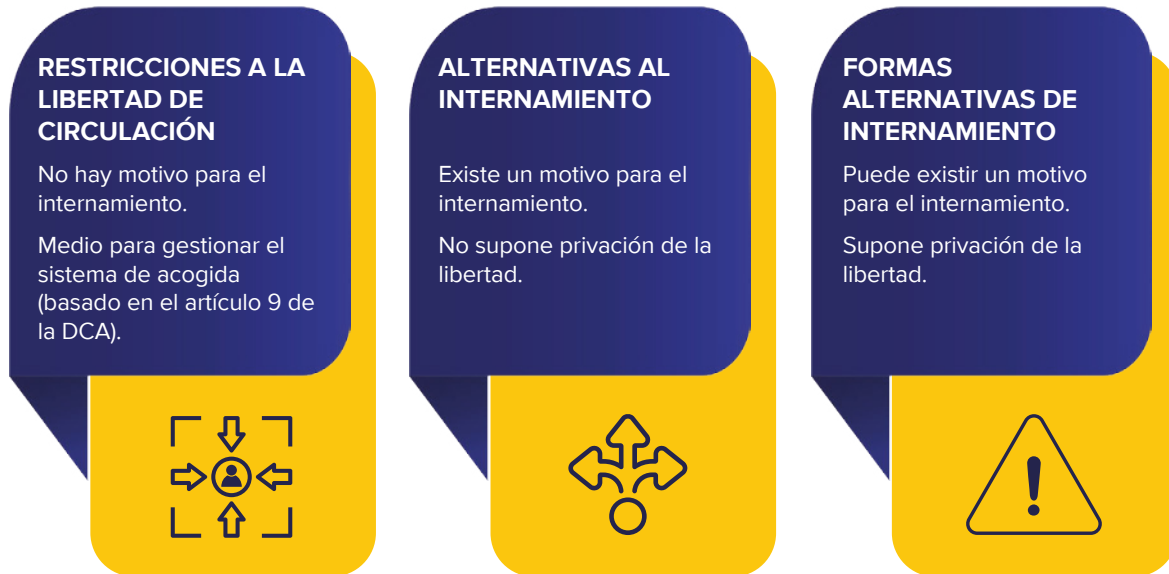 RESTRICCIONES A LA
LIBERTAD DE
CIRCULACIÓN
No hay motivo para el
internamiento.
Medio para gestionar el
sistema de acogida
(basado en el artículo 9 de
la DCA).
ALTERNATIVAS AL
INTERNAMIENTO
Existe un motivo para el
internamiento.
No supone privación de la
libertad.
FORMAS
ALTERNATIVAS DE
INTERNAMIENTO
Puede existir un motivo
para el internamiento.
Supone privación de la
libertad.